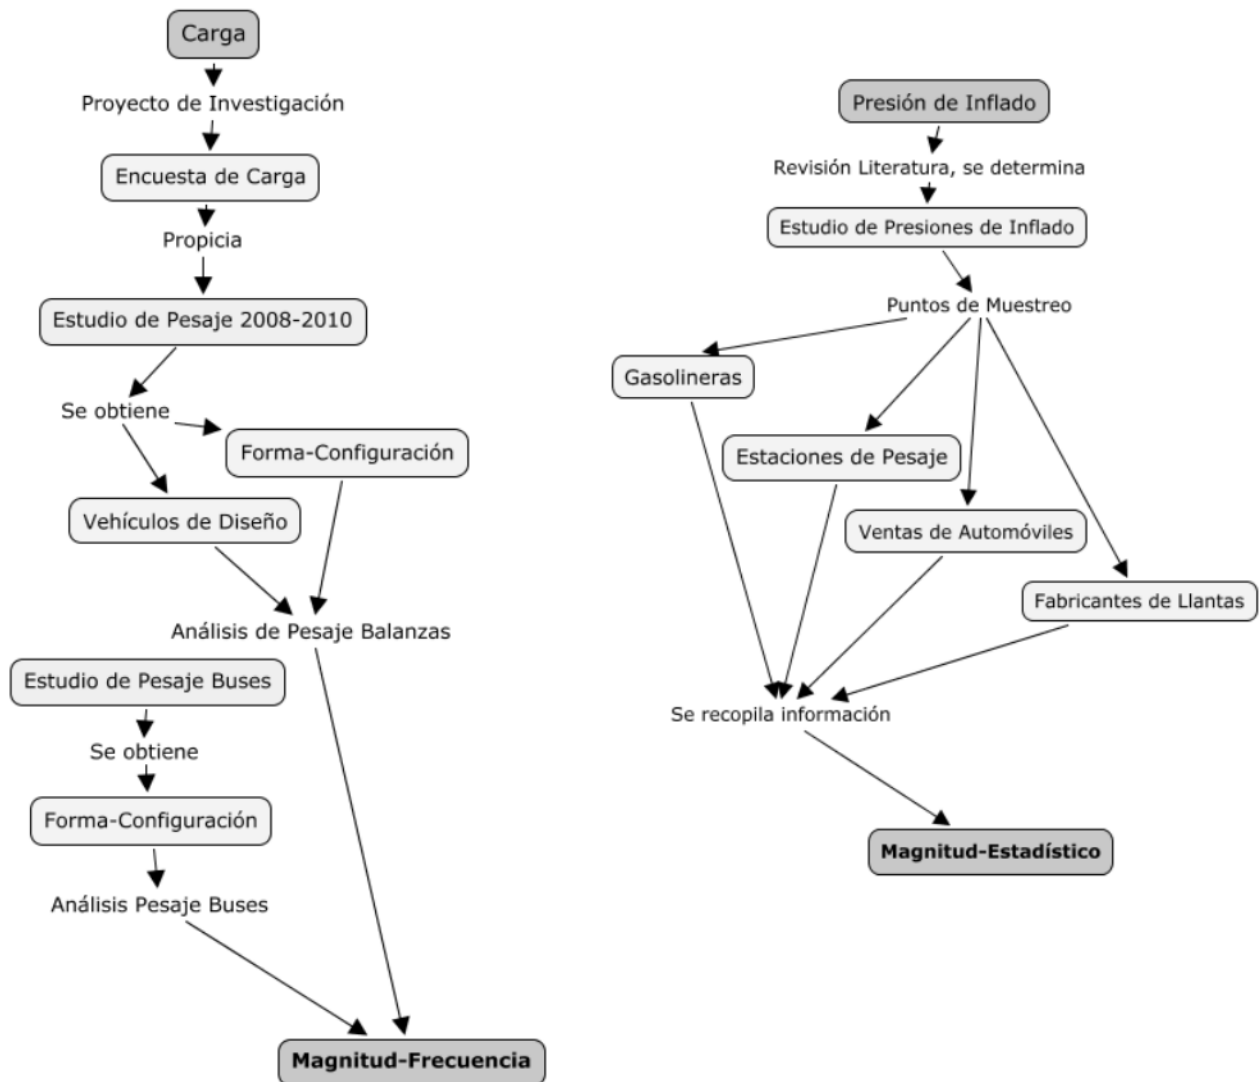 Carga
Proyecto de Investigación
Encuesta de Carga
Propicia
Estudio de Pesaje 2008-2010
Se obtiene
Forma-Configuración
Vehículos de Diseño
Análisis de Pesaje Balanzas
Estudio de Pesaje Buses
Se obtiene
Forma-Configuración
Análisis Pesaje Buses
Magnitud-Frecuencia
Presión de Inflado
Revisión Literatura, se determina
Estudio de Presiones de Inflado
Puntos de Muestreo
Gasolineras
Estaciones de Pesaje
Ventas de Automóviles
Fabricantes de Llantas
Se recopila información
Magnitud-Estadístico